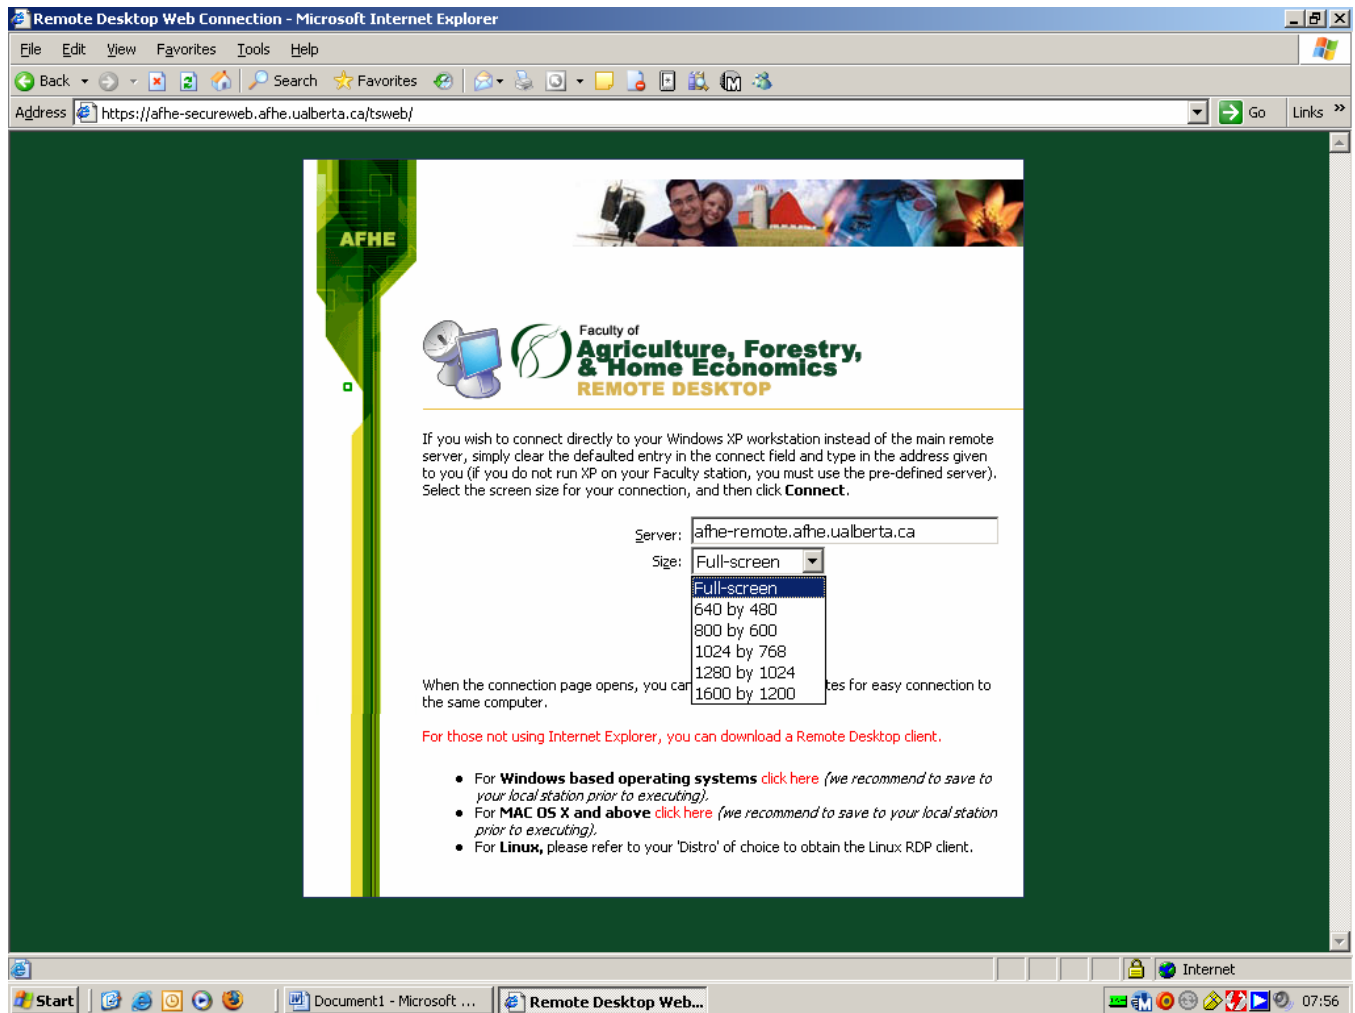 Remote Desktop Web Connection - Microsoft Internet Explorer
File Edit View Favorites Tools Help
Back Search Favorites
Address https://afhe-secureweb.afhe.ualberta.ca/tsweb/ Go Links »
AFHE
Faculty of
Agriculture, Forestry,
& Home Economics
REMOTE DESKTOP
If you wish to connect directly to your Windows XP workstation instead of the main remote
server, simply clear the defaulted entry in the connect field and type in the address given
to you (if you do not run XP on your Faculty station, you must use the pre-defined server).
Select the screen size for your connection, and then click Connect.
Server: afhe-remote.afhe.ualberta.ca
Size: Full-screen
Full-screen
640 by 480
800 by 600
1024 by 768
1280 by 1024
1600 by 1200
When the connection page opens, you can tes for easy connection to
the same computer.
For those not using Internet Explorer, you can download a Remote Desktop client.
• For Windows based operating systems click here (we recommend to save to
your local station prior to executing).
• For MAC OS X and above click here (we recommend to save to your local station
prior to executing).
• For Linux, please refer to your 'Distro' of choice to obtain the Linux RDP client.
Internet
Start Document1 - Microsoft ... Remote Desktop Web... 07:56